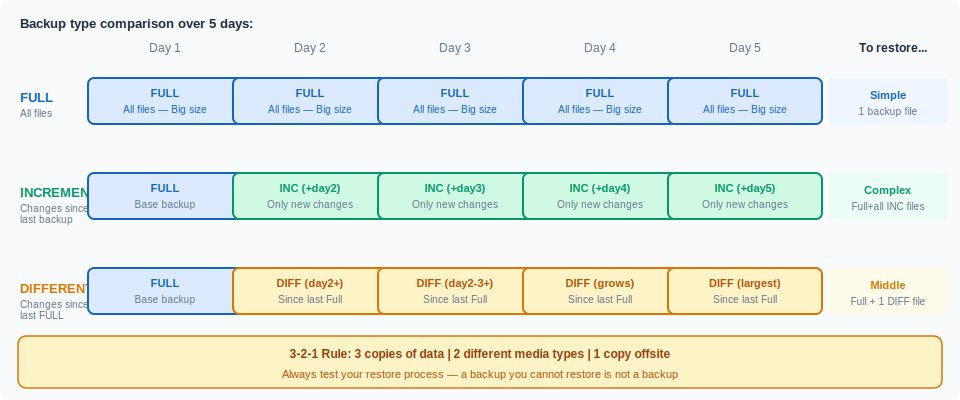 Backup type comparison over 5 days:
Day 1 Day 2 Day 3 Day 4 Day 5 To restore...
FULL
All files
FULL
All files — Big size
FULL
All files — Big size
FULL
All files — Big size
FULL
All files — Big size
FULL
All files — Big size
Simple
1 backup file
INCREMEN
Changes since
last backup
FULL
Base backup
INC (+day2)
Only new changes
INC (+day3)
Only new changes
INC (+day4)
Only new changes
INC (+day5)
Only new changes
Complex
Full+all INC files
DIFFERENT
Changes since
last FULL
FULL
Base backup
DIFF (day2+)
Since last Full
DIFF (day2-3+)
Since last Full
DIFF (grows)
Since last Full
DIFF (largest)
Since last Full
Middle
Full + 1 DIFF file
3-2-1 Rule: 3 copies of data | 2 different media types | 1 copy offsite
Always test your restore process — a backup you cannot restore is not a backup